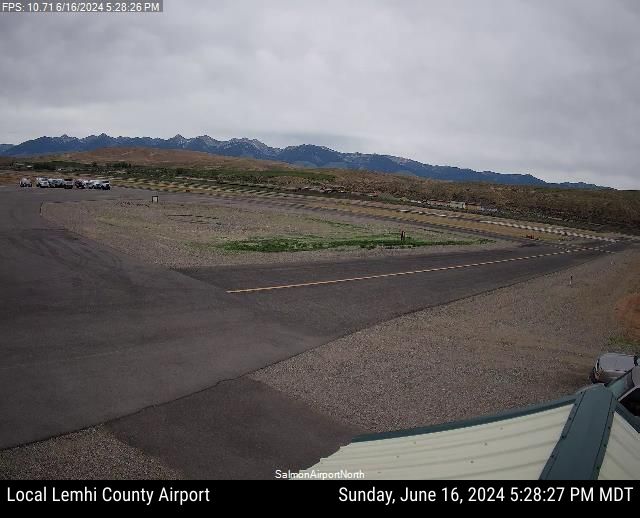 FPS: 10.71 6/16/2024 5:28:26 PM
SalmonAirportNorth
Local Lemhi County Airport
Sunday, June 16, 2024 5:28:27 PM MDT